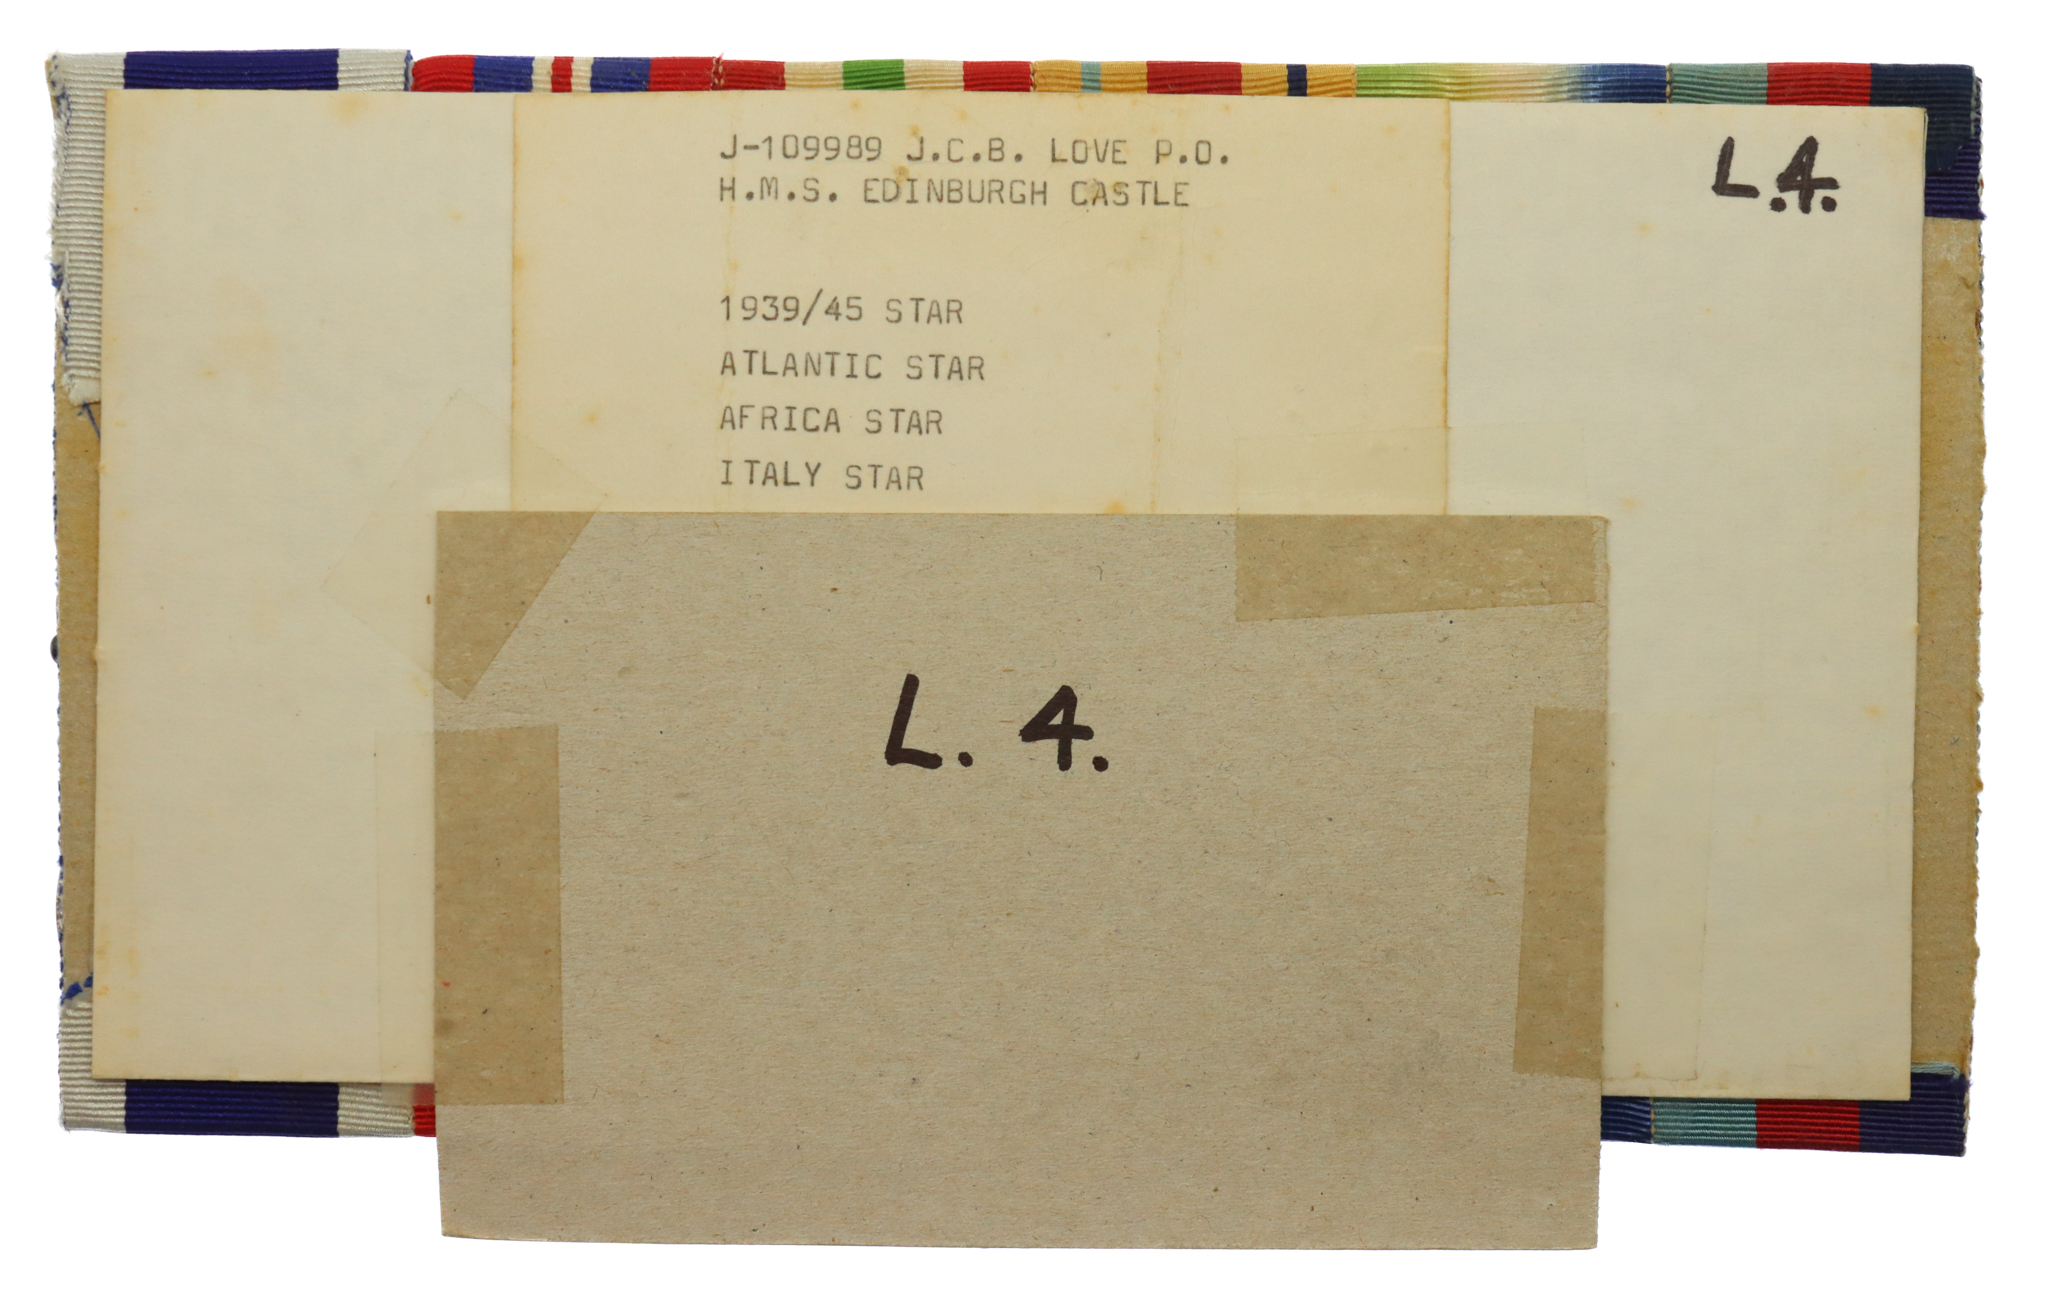 J-109989 J.C.B. LOVE P.O.
H.M.S. EDINBURGH CASTLE
L.4.
1939/45 STAR
ATLANTIC STAR
AFRICA STAR
ITALY STAR
L. 4.